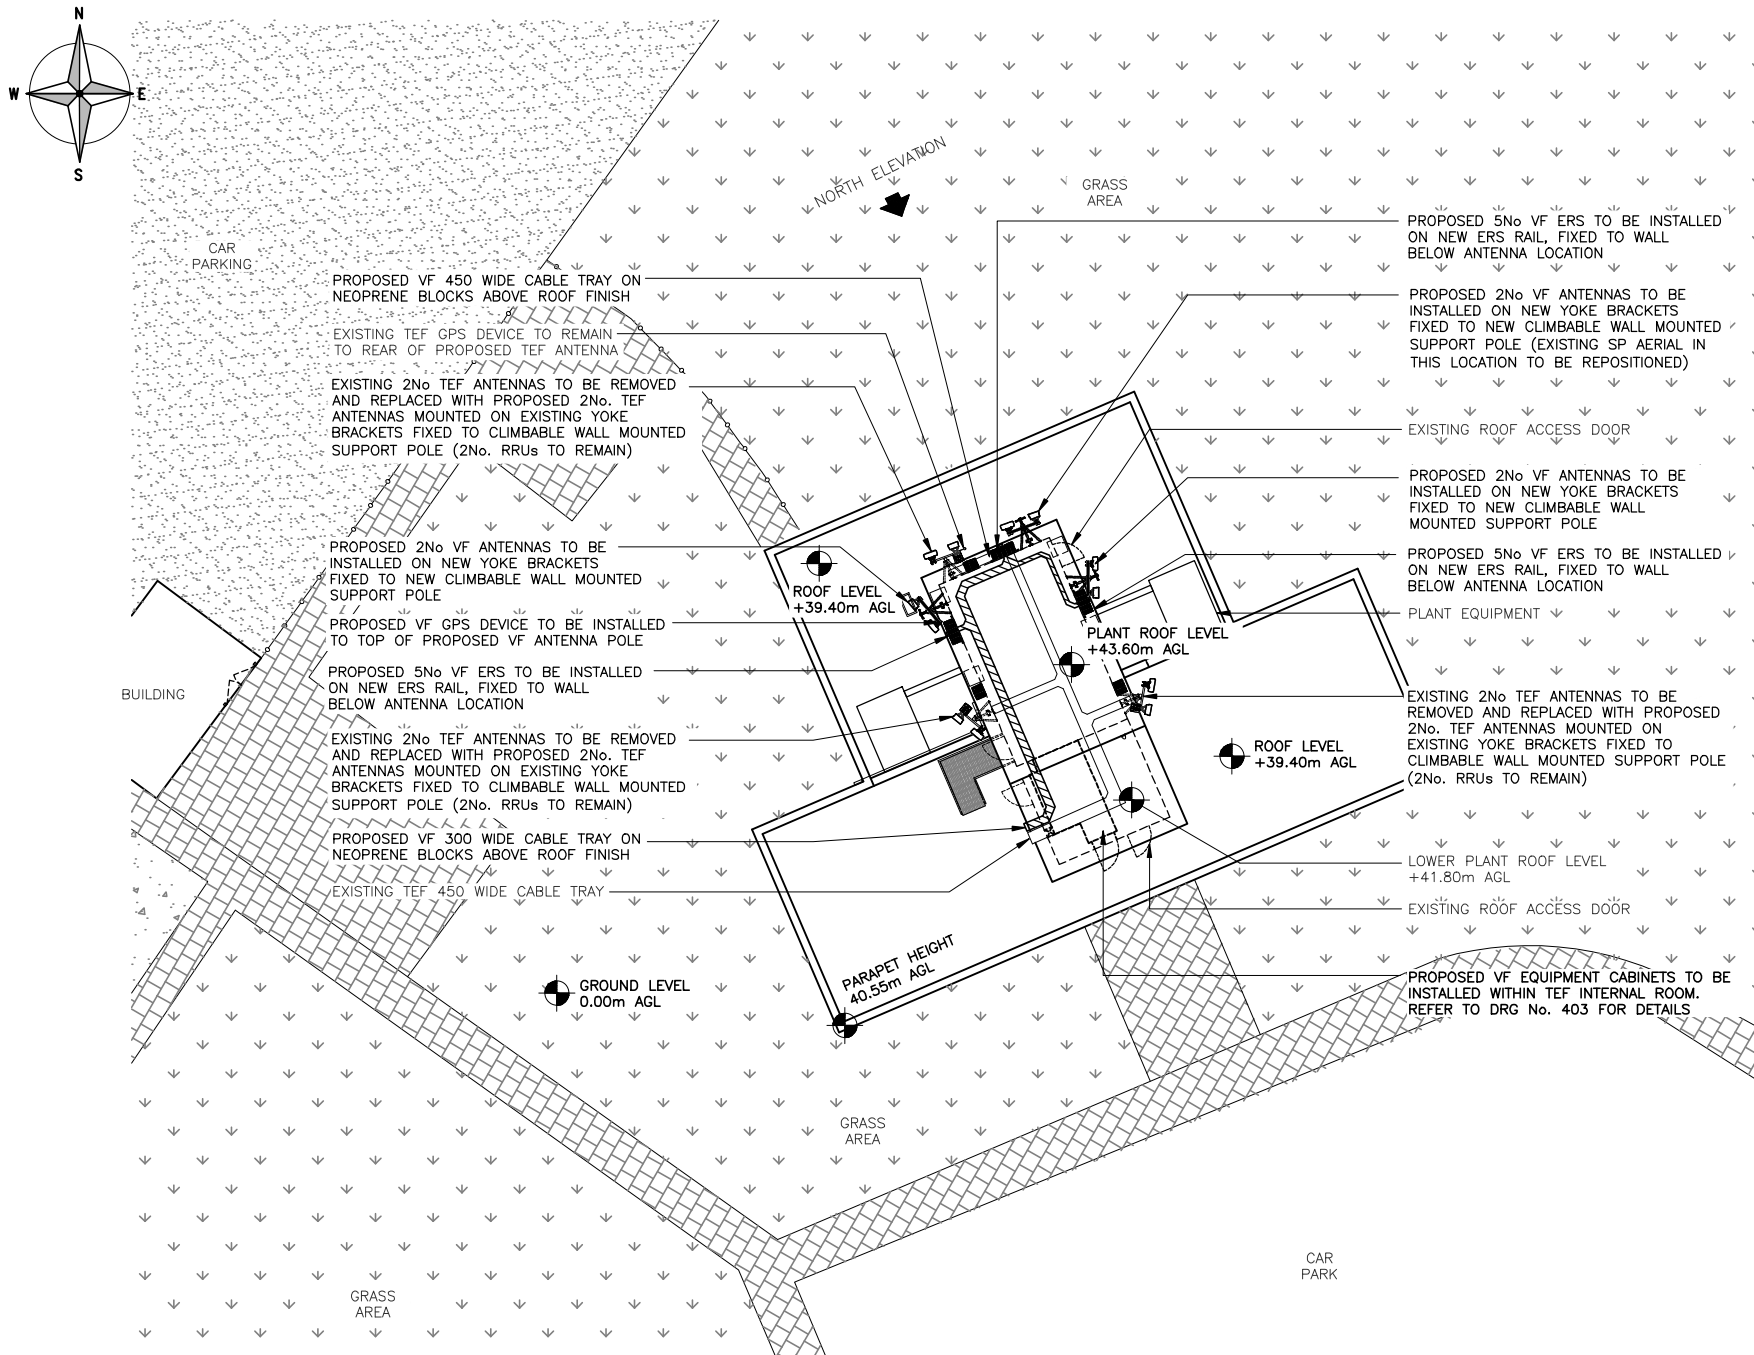 N
W
E
S
NORTH ELEVATION
GRASS
AREA
CAR
PARKING
PROPOSED VF 450 WIDE CABLE TRAY ON
NEOPRENE BLOCKS ABOVE ROOF FINISH
EXISTING TEF GPS DEVICE TO REMAIN
TO REAR OF PROPOSED TEF ANTENNA
EXISTING 2No TEF ANTENNAS TO BE REMOVED
AND REPLACED WITH PROPOSED 2No. TEF
ANTENNAS MOUNTED ON EXISTING YOKE
BRACKETS FIXED TO CLIMBABLE WALL MOUNTED
SUPPORT POLE (2No. RRUs TO REMAIN)
PROPOSED 2No VF ANTENNAS TO BE
INSTALLED ON NEW YOKE BRACKETS
FIXED TO NEW CLIMBABLE WALL MOUNTED
SUPPORT POLE
PROPOSED VF GPS DEVICE TO BE INSTALLED
TO TOP OF PROPOSED VF ANTENNA POLE
PROPOSED 5No VF ERS TO BE INSTALLED
ON NEW ERS RAIL, FIXED TO WALL
BELOW ANTENNA LOCATION
EXISTING 2No TEF ANTENNAS TO BE REMOVED
AND REPLACED WITH PROPOSED 2No. TEF
ANTENNAS MOUNTED ON EXISTING YOKE
BRACKETS FIXED TO CLIMBABLE WALL MOUNTED
SUPPORT POLE (2No. RRUs TO REMAIN)
PROPOSED VF 300 WIDE CABLE TRAY ON
NEOPRENE BLOCKS ABOVE ROOF FINISH
EXISTING TEF 450 WIDE CABLE TRAY
BUILDING
ROOF LEVEL
+39.40m AGL
PLANT ROOF LEVEL
+43.60m AGL
ROOF LEVEL
+39.40m AGL
PARAPET HEIGHT
40.55m AGL
GROUND LEVEL
0.00m AGL
PROPOSED 5No VF ERS TO BE INSTALLED
ON NEW ERS RAIL, FIXED TO WALL
BELOW ANTENNA LOCATION
PROPOSED 2No VF ANTENNAS TO BE
INSTALLED ON NEW YOKE BRACKETS
FIXED TO NEW CLIMBABLE WALL MOUNTED
SUPPORT POLE (EXISTING SP AERIAL IN
THIS LOCATION TO BE REPOSITIONED)
EXISTING ROOF ACCESS DOOR
PROPOSED 2No VF ANTENNAS TO BE
INSTALLED ON NEW YOKE BRACKETS
FIXED TO NEW CLIMBABLE WALL
MOUNTED SUPPORT POLE
PROPOSED 5No VF ERS TO BE INSTALLED
ON NEW ERS RAIL, FIXED TO WALL
BELOW ANTENNA LOCATION
PLANT EQUIPMENT
EXISTING 2No TEF ANTENNAS TO BE
REMOVED AND REPLACED WITH PROPOSED
2No. TEF ANTENNAS MOUNTED ON
EXISTING YOKE BRACKETS FIXED TO
CLIMBABLE WALL MOUNTED SUPPORT POLE
(2No. RRUs TO REMAIN)
LOWER PLANT ROOF LEVEL
+41.80m AGL
EXISTING ROOF ACCESS DOOR
PROPOSED VF EQUIPMENT CABINETS TO BE
INSTALLED WITHIN TEF INTERNAL ROOM.
REFER TO DRG No. 403 FOR DETAILS
GRASS
AREA
GRASS
AREA
CAR
PARK